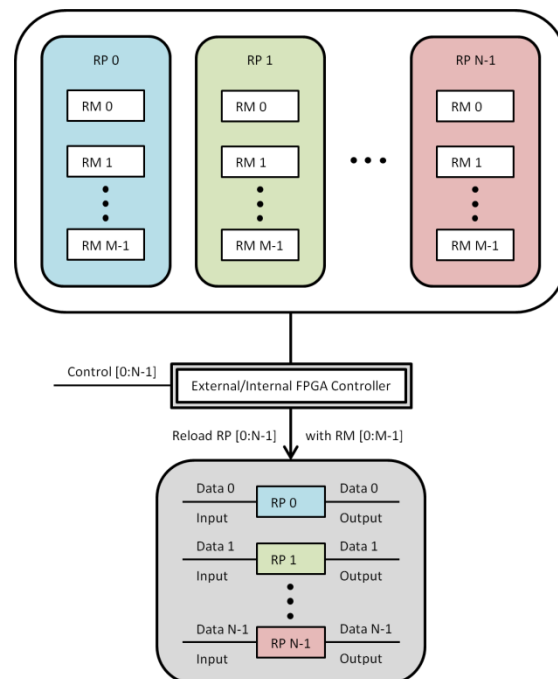 RP 0
RP 1
RP N-1
RM 0
RM 0
RM 0
RM 1
RM 1
RM 1
RM M-1
RM M-1
RM M-1
Control [0:N-1]
External/Internal FPGA Controller
Reload RP [0:N-1] with RM [0:M-1]
Data 0 Data 0
RP 0
Input Output
Data 1 Data 1
RP 1
Input Output
Data N-1 Data N-1
RP N-1
Input Output